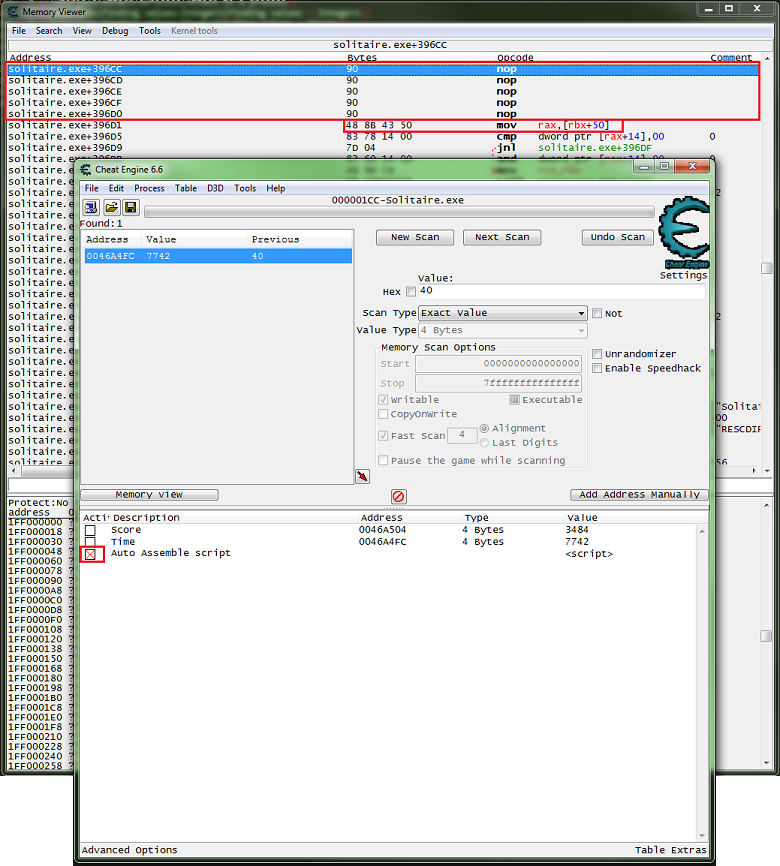 Memory Viewer
File Search View Debug Tools Kernel tools
solitaire.exe+396CC
Address Bytes Opcode Comment
solitaire.exe+396CC 90 nop
solitaire.exe+396CD 90 nop
solitaire.exe+396CE 90 nop
solitaire.exe+396CF 90 nop
solitaire.exe+396D0 90 nop
solitaire.exe+396D1 48 8B 43 50 mov rax,[rbx+50]
solitaire.exe+396D5 83 78 14 00 cmp dword ptr [rax+14],00 0
solitaire.exe+396D9 7D 04 jnl solitaire.exe+396DF
Cheat Engine 6.6
File Edit Process Table D3D Tools Help
000001CC-Solitaire.exe
Found:1
Address Value Previous
0046A4FC 7742 40
New Scan Next Scan Undo Scan
Cheat Engine
Settings
Value:
Hex 40
Scan Type Exact Value Not
Value Type 4 Bytes
Memory Scan Options
Start 0000000000000000
Stop 7fffffffffffffff
Unrandomizer
Enable Speedhack
Writable Executable
CopyOnWrite
Fast Scan 4 Alignment
Last Digits
Pause the game while scanning
Memory view Add Address Manually
Acti Description Address Type Value
Score 0046A504 4 Bytes 3484
Time 0046A4FC 4 Bytes 7742
Auto Assemble script <script>
Protect:No
address
1FF000000
1FF000018
1FF000030
1FF000048
1FF000060
1FF000078
1FF000090
1FF0000A8
1FF0000C0
1FF0000D8
1FF0000F0
1FF000108
1FF000120
1FF000138
1FF000150
1FF000168
1FF000180
1FF000198
1FF0001B0
1FF0001C8
1FF0001E0
1FF0001F8
1FF000210
1FF000228
1FF000240
1FF000258
Advanced Options Table Extras